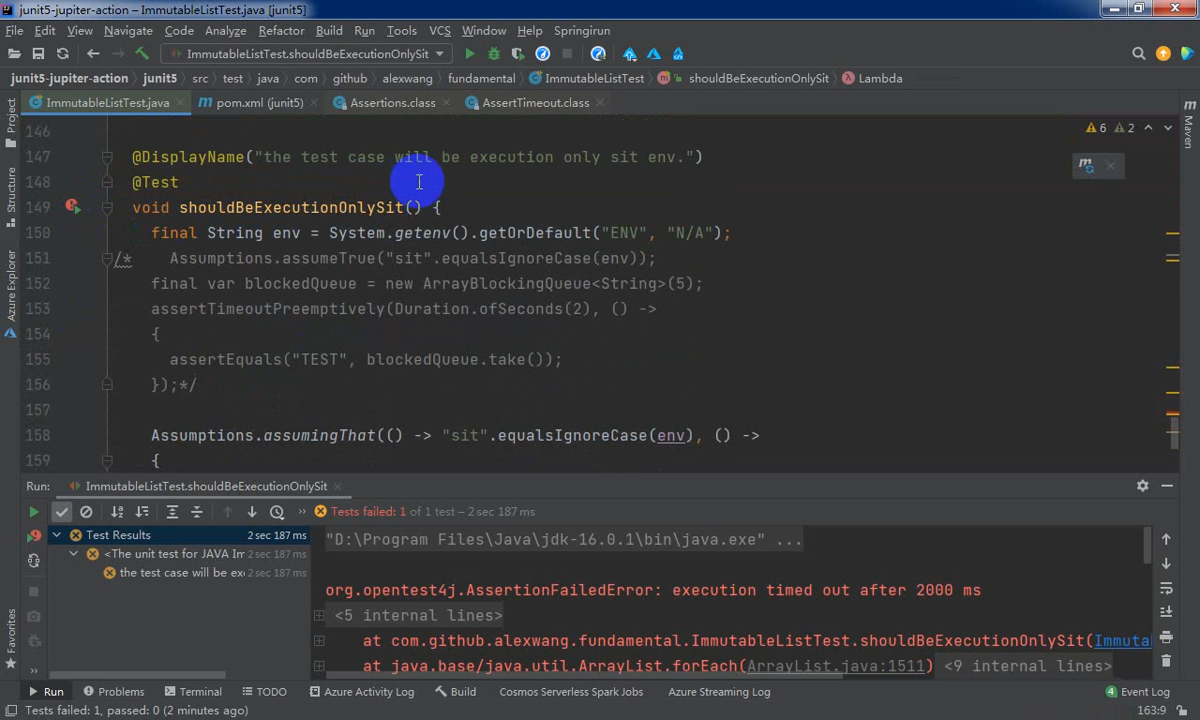 junit5-jupiter-action – ImmutableListTest.java [junit5]
File Edit View Navigate Code Analyze Refactor Build Run Tools VCS Window Help Springirun
ImmutableListTest.shouldBeExecutionOnlySit
junit5-jupiter-action junit5 src test java com github alexwang fundamental ImmutableListTest shouldBeExecutionOnlySit Lambda
ImmutableListTest.java pom.xml (junit5) Assertions.class AssertTimeout.class
Project
Structure
Azure Explorer
Favorites
Maven
6 2
146
147 @DisplayName("the test case will be execution only sit env.")
148 @Test
149 void shouldBeExecutionOnlySit() {
150 final String env = System.getenv().getOrDefault("ENV", "N/A");
151 /* Assumptions.assumeTrue("sit".equalsIgnoreCase(env));
152 final var blockedQueue = new ArrayBlockingQueue<String>(5);
153 assertTimeoutPreemptively(Duration.ofSeconds(2), () ->
154 {
155 assertEquals("TEST", blockedQueue.take());
156 });*/
157
158 Assumptions.assumingThat(() -> "sit".equalsIgnoreCase(env), () ->
159 {
Run: ImmutableListTest.shouldBeExecutionOnlySit
Tests failed: 1 of 1 test – 2 sec 187 ms
Test Results 2 sec 187 ms
<The unit test for JAVA Im 2 sec 187 ms
the test case will be exe 2 sec 187 ms
"D:\Program Files\Java\jdk-16.0.1\bin\java.exe" ...
org.opentest4j.AssertionFailedError: execution timed out after 2000 ms
<5 internal lines>
at com.github.alexwang.fundamental.ImmutableListTest.shouldBeExecutionOnlySit(Immuta
at java.base/java.util.ArrayList.forEach(ArrayList.java:1511) <9 internal lines>
Run Problems Terminal TODO Azure Activity Log Build Cosmos Serverless Spark Jobs Azure Streaming Log 4 Event Log
Tests failed: 1, passed: 0 (2 minutes ago) 163:9